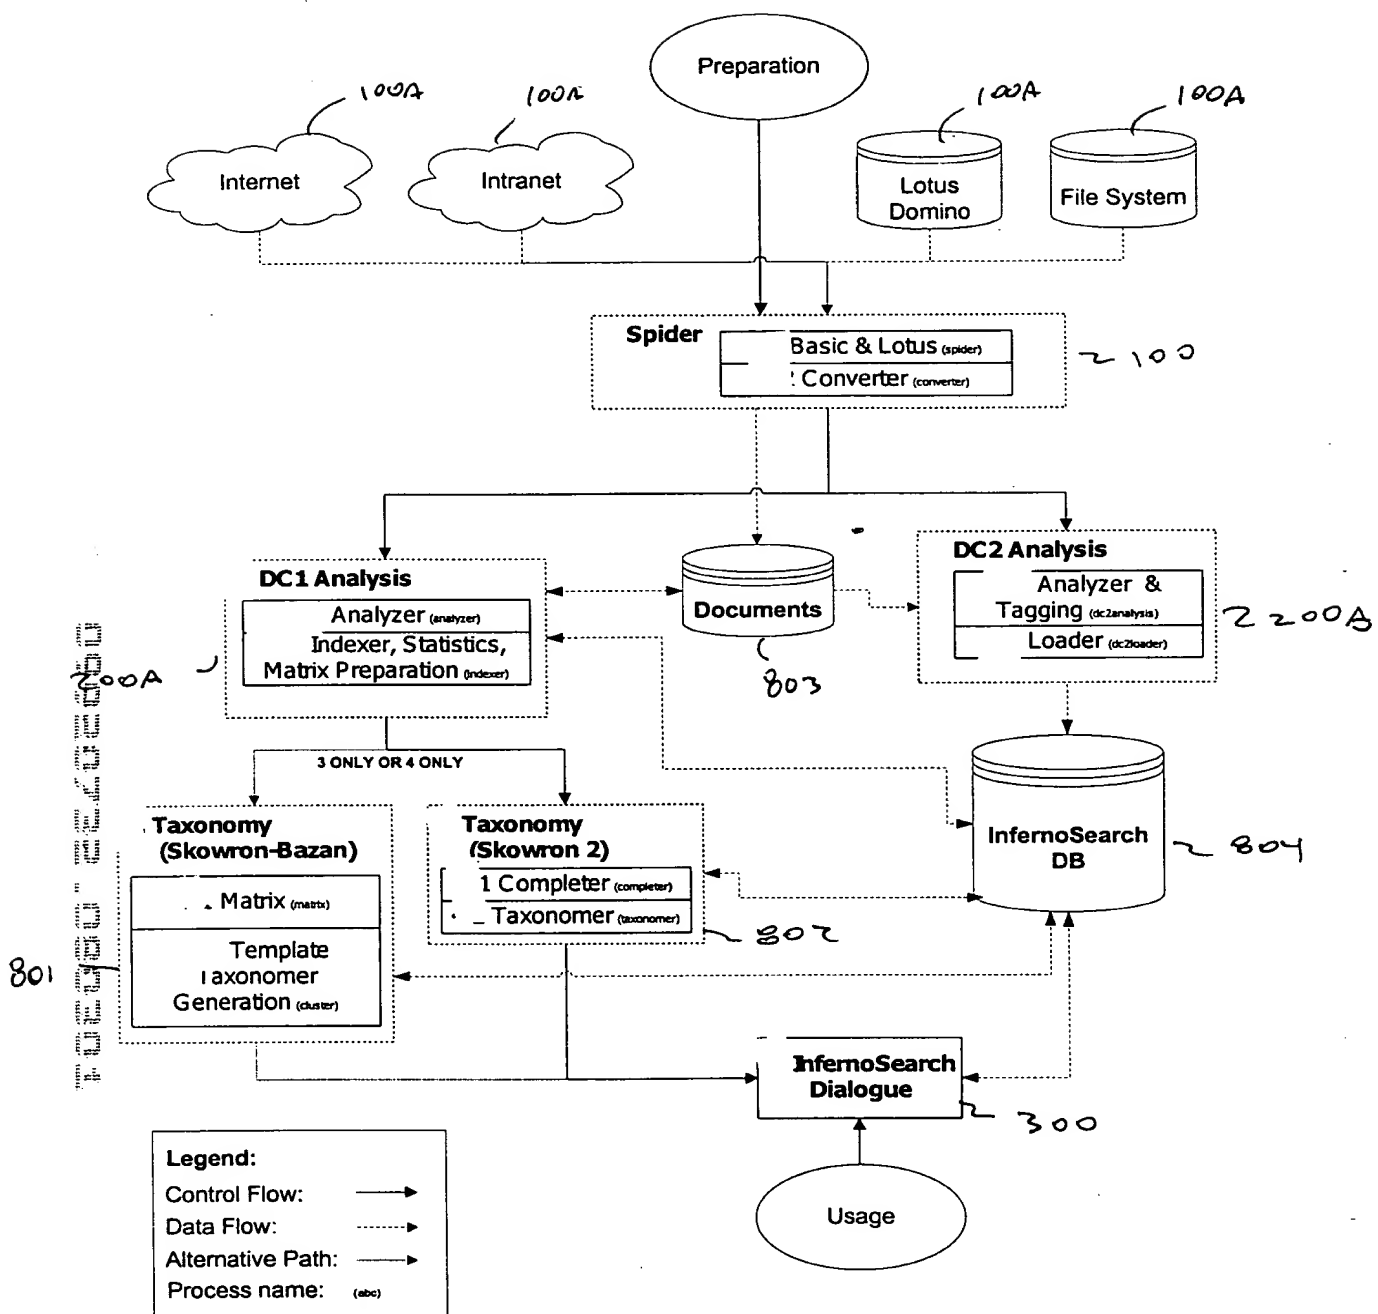 Preparation
100A
100A
100A
100A
Internet
Intranet
Lotus
Domino
File System
Spider
Basic & Lotus (spider)
Converter (converter)
2100
DC1 Analysis
Analyzer (analyzer)
Indexer, Statistics,
Matrix Preparation (indexer)
200A
Documents
803
DC2 Analysis
Analyzer &
Tagging (dc2analysis)
Loader (dc2loader)
2200A
3 ONLY OR 4 ONLY
Taxonomy
(Skowron-Bazan)
Matrix (matrix)
Template
Taxonomer
Generation (cluster)
801
Taxonomy
(Skowron 2)
1 Completer (completer)
Taxonomer (taxonomer)
802
InfernoSearch
DB
804
InfernoSearch
Dialogue
300
Usage
Legend:
Control Flow:
Data Flow:
Alternative Path:
Process name: (abc)